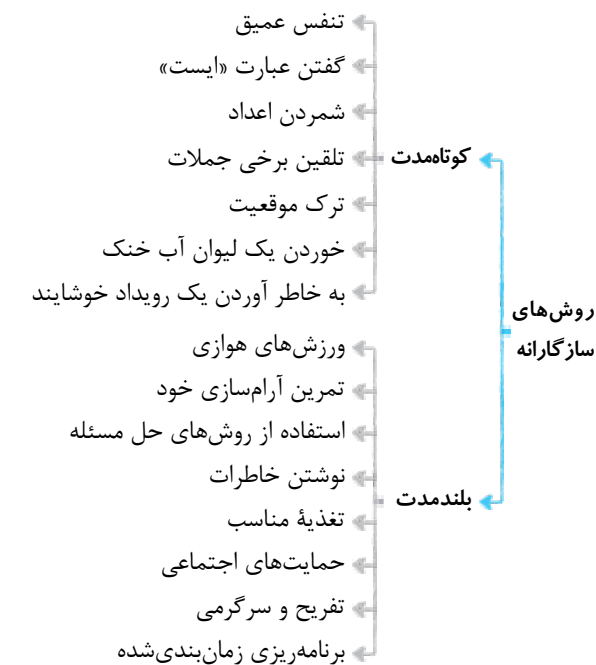 روش‌های
سازگارانه
کوتاه‌مدت
تنفس عمیق
گفتن عبارت «ایست»
شمردن اعداد
تلقین برخی جملات
ترک موقعیت
خوردن یک لیوان آب خنک
به خاطر آوردن یک رویداد خوشایند
بلندمدت
ورزش‌های هوازی
تمرین آرام‌سازی خود
استفاده از روش‌های حل مسئله
نوشتن خاطرات
تغذیۀ مناسب
حمایت‌های اجتماعی
تفریح و سرگرمی
برنامه‌ریزی زمان‌بندی‌شده